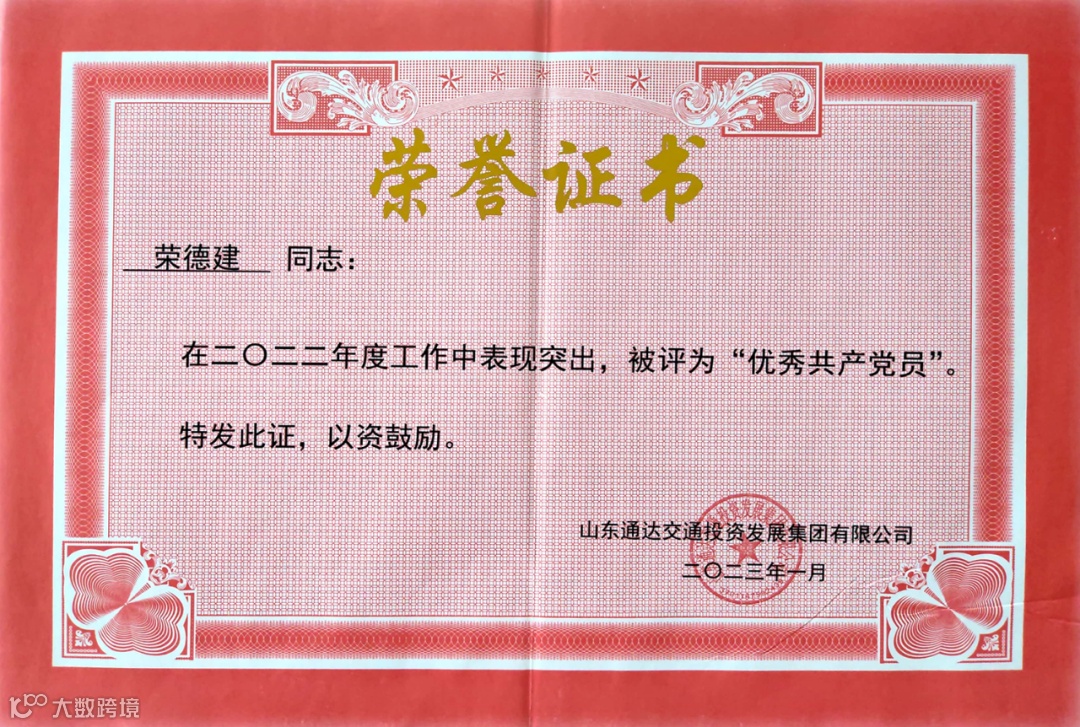 荣誉证书
荣德建 同志：
在二〇二二年度工作中表现突出，被评为“优秀共产党员”。
特发此证，以资鼓励。
山东通达交通投资发展集团有限公司
二〇二三年一月
大数跨境